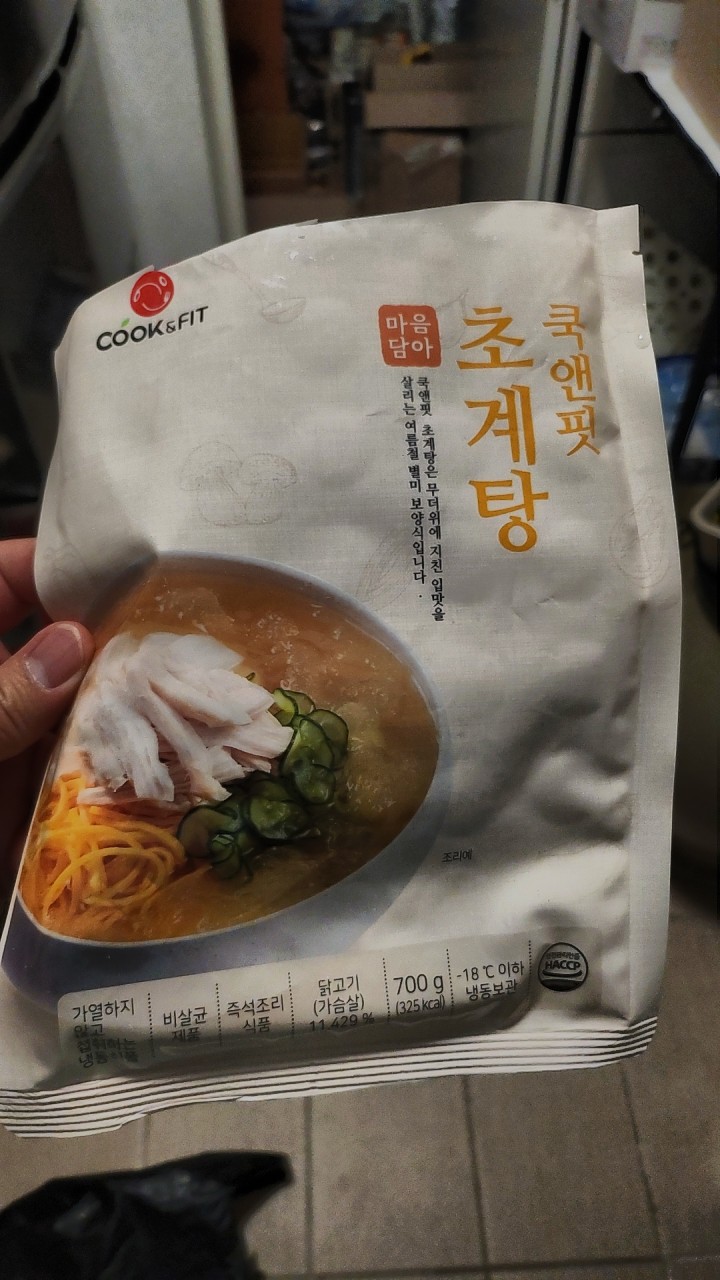 COOK&FIT
마음
담아
쿡앤핏
초계탕
쿡앤핏 초계탕은 무더위에 지친 입맛을
살리는 여름철 별미 보양식입니다.
조리예
가열하지
않고
섭취하는
냉동식품
비살균
제품
즉석조리
식품
닭고기
(가슴살)
11.429 %
700 g
(325 kcal)
-18 ℃ 이하
냉동보관
HACCP